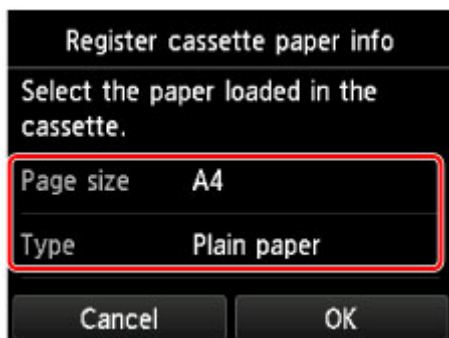 Register cassette paper info
Select the paper loaded in the
cassette.
Page size A4
Type Plain paper
Cancel OK